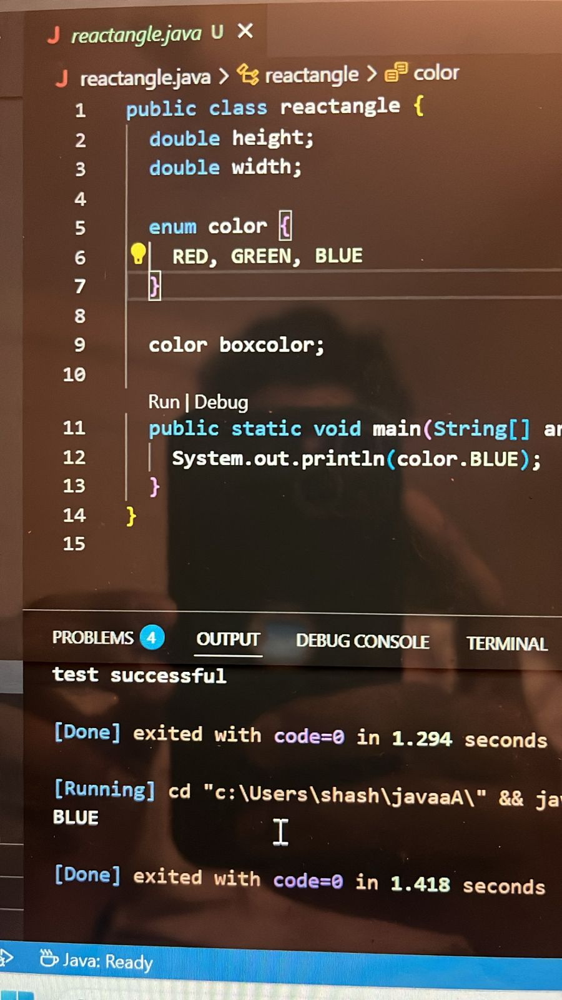 reactangle.java U
reactangle.java > reactangle > color
1 public class reactangle {
2 double height;
3 double width;
4
5 enum color {
6 RED, GREEN, BLUE
7 }
8
9 color boxcolor;
10
Run | Debug
11 public static void main(String[] ar
12 System.out.println(color.BLUE);
13 }
14 }
15
PROBLEMS 4 OUTPUT DEBUG CONSOLE TERMINAL
test successful
[Done] exited with code=0 in 1.294 seconds
[Running] cd "c:\Users\shash\javaaA\" && jav
BLUE
[Done] exited with code=0 in 1.418 seconds
Java: Ready